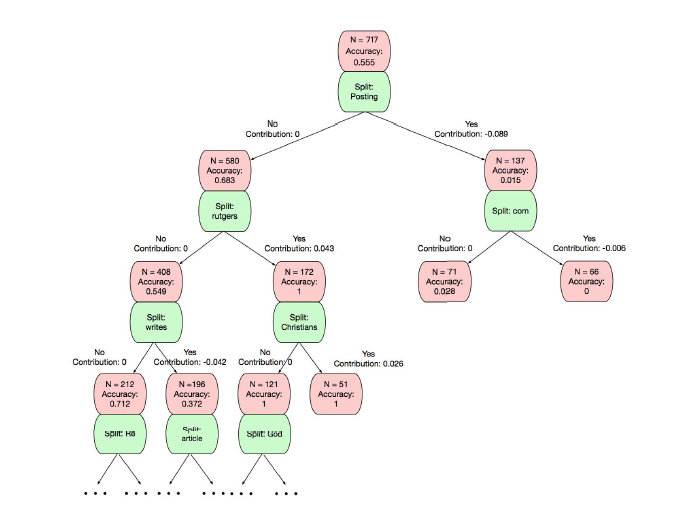 N = 717
Accuracy:
0.555
Split:
Posting
No
Contribution: 0
Yes
Contribution: -0.089
N = 580
Accuracy:
0.683
Split:
rutgers
N = 137
Accuracy:
0.015
Split: com
No
Contribution: 0
Yes
Contribution: 0.043
No
Contribution: 0
Yes
Contribution: -0.006
N = 408
Accuracy:
0.549
Split:
writes
N = 172
Accuracy:
1
Split:
Christians
N = 71
Accuracy:
0.028
N = 66
Accuracy:
0
No
Contribution: 0
Yes
Contribution: -0.042
No
Contribution: 0
Yes
Contribution: 0.026
N = 212
Accuracy:
0.712
Split: Re
N =196
Accuracy:
0.372
Split:
article
N = 121
Accuracy:
1
Split: God
N = 51
Accuracy:
1